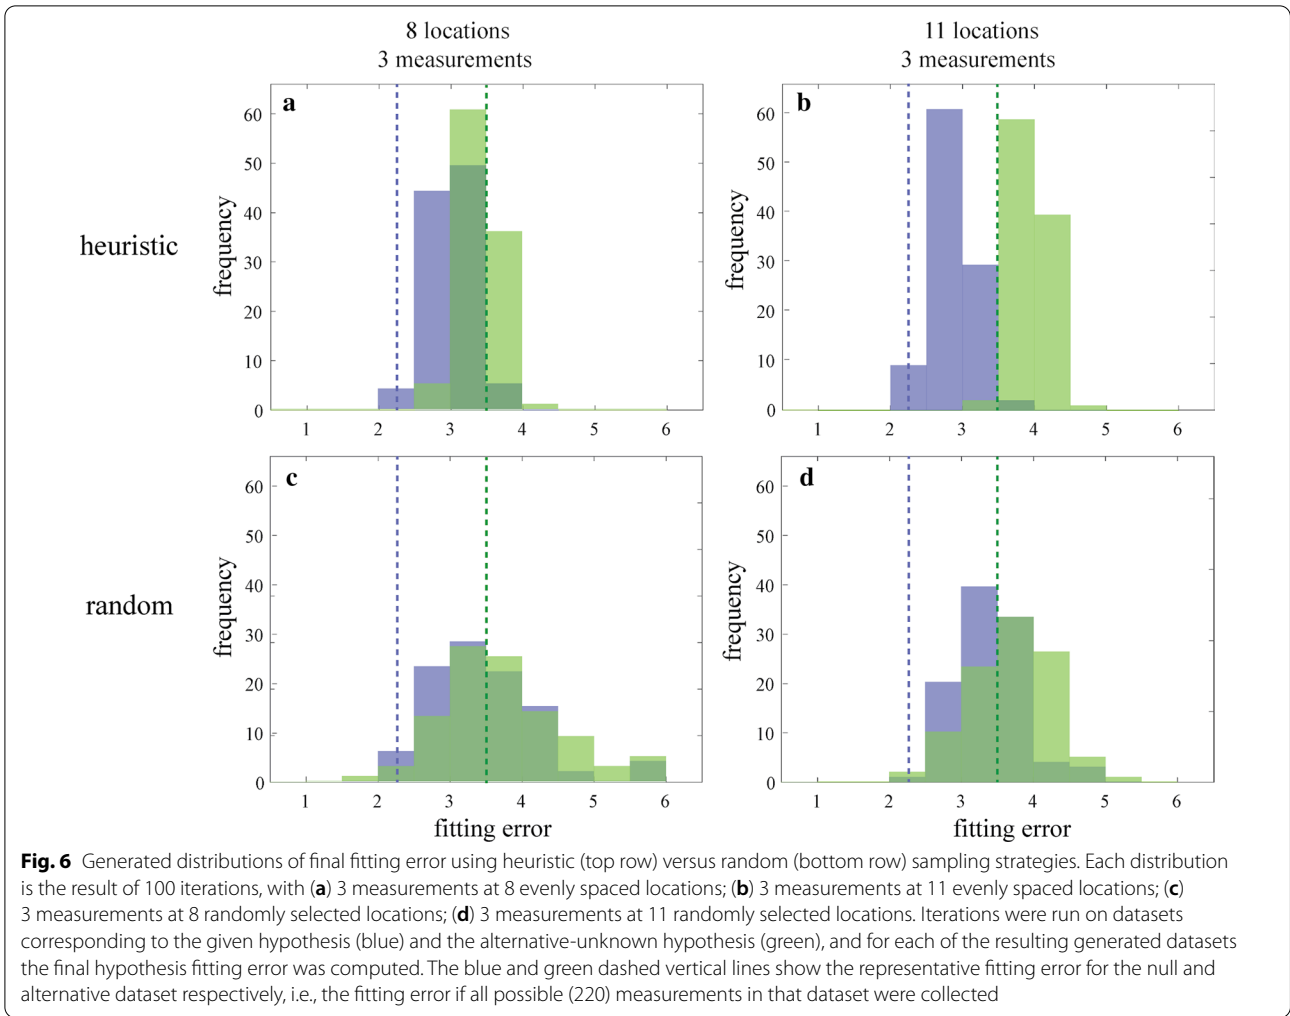 8 locations
3 measurements
11 locations
3 measurements
heuristic
a
frequency
60
50
40
30
20
10
0
1 2 3 4 5 6
b
frequency
60
50
40
30
20
10
0
1 2 3 4 5 6
random
c
frequency
60
50
40
30
20
10
0
1 2 3 4 5 6
fitting error
d
frequency
60
50
40
30
20
10
0
1 2 3 4 5 6
fitting error
Fig. 6 Generated distributions of final fitting error using heuristic (top row) versus random (bottom row) sampling strategies. Each distribution
is the result of 100 iterations, with (a) 3 measurements at 8 evenly spaced locations; (b) 3 measurements at 11 evenly spaced locations; (c)
3 measurements at 8 randomly selected locations; (d) 3 measurements at 11 randomly selected locations. Iterations were run on datasets
corresponding to the given hypothesis (blue) and the alternative-unknown hypothesis (green), and for each of the resulting generated datasets
the final hypothesis fitting error was computed. The blue and green dashed vertical lines show the representative fitting error for the null and
alternative dataset respectively, i.e., the fitting error if all possible (220) measurements in that dataset were collected